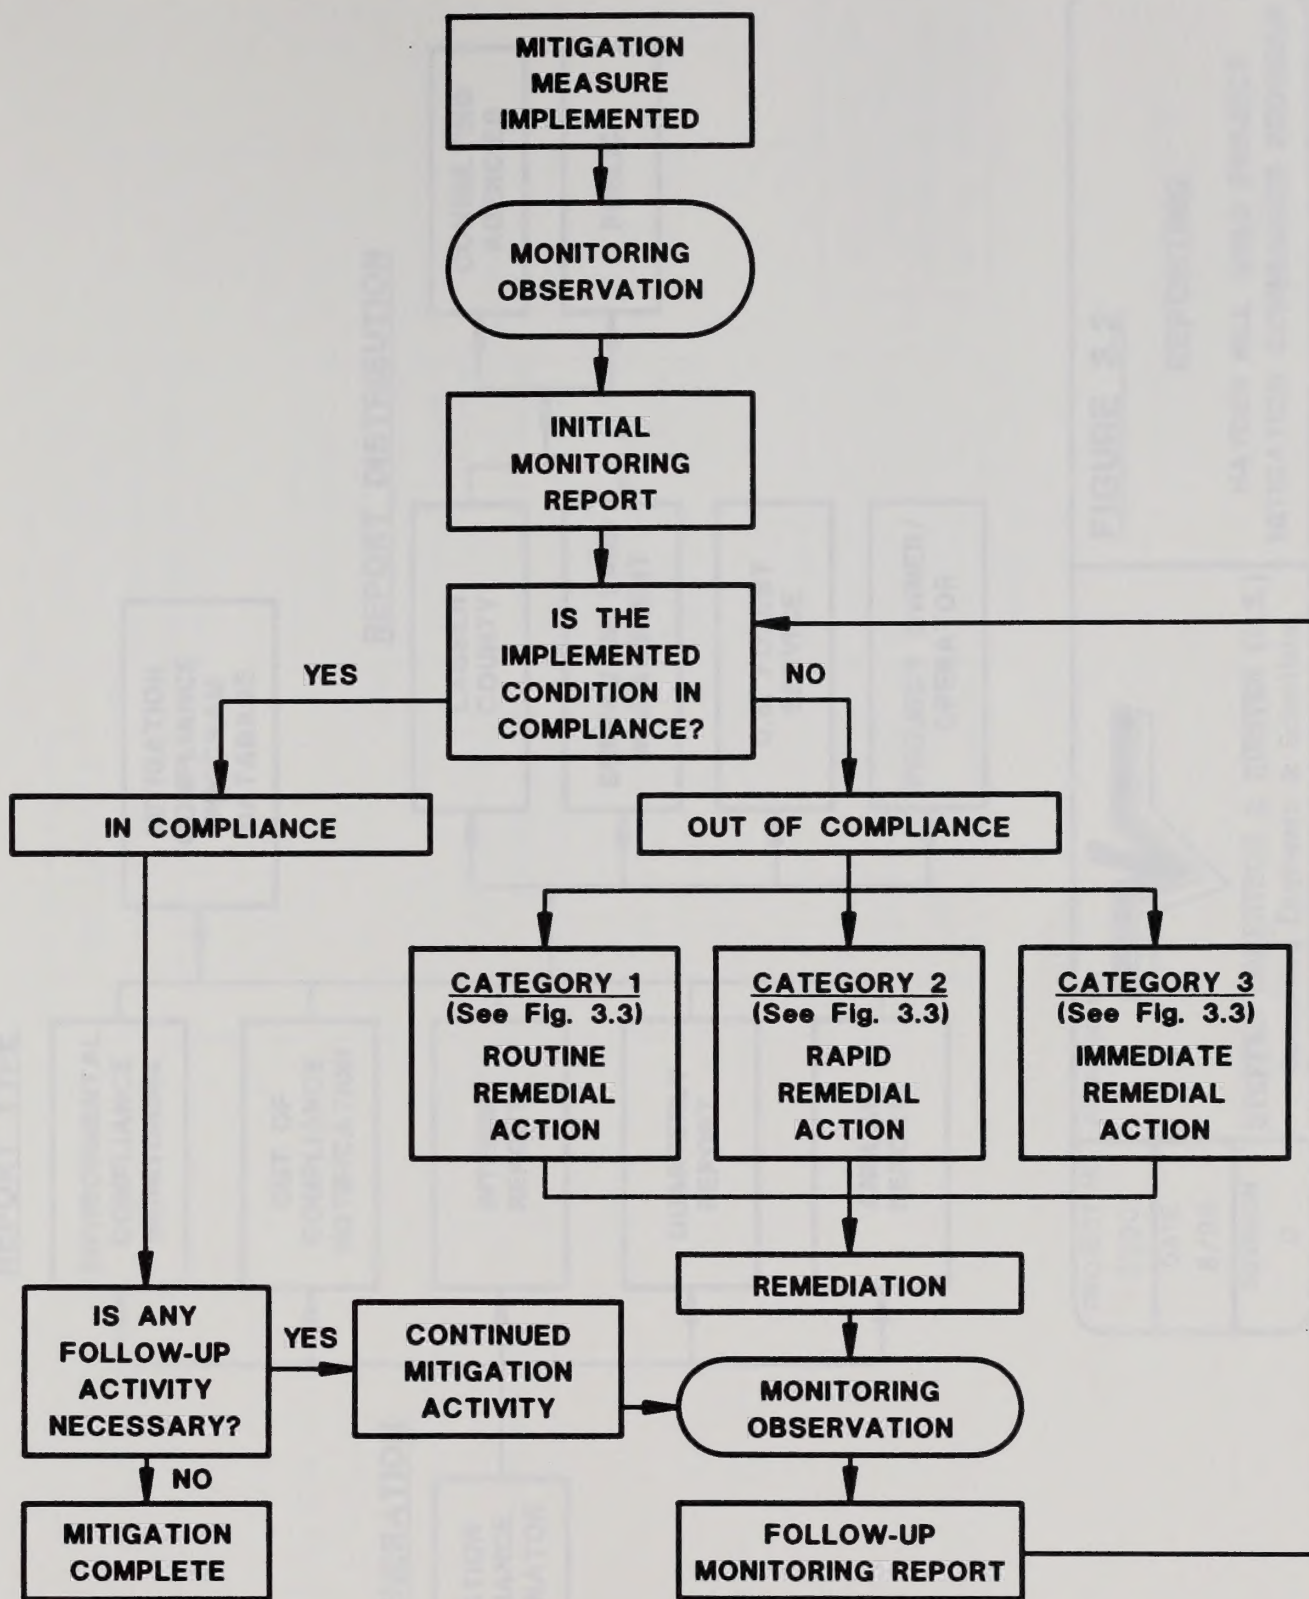 MITIGATION
MEASURE
IMPLEMENTED
MONITORING
OBSERVATION
INITIAL
MONITORING
REPORT
IS THE
IMPLEMENTED
CONDITION IN
COMPLIANCE?
YES
NO
IN COMPLIANCE
OUT OF COMPLIANCE
CATEGORY 1
(See Fig. 3.3)
ROUTINE
REMEDIAL
ACTION
CATEGORY 2
(See Fig. 3.3)
RAPID
REMEDIAL
ACTION
CATEGORY 3
(See Fig. 3.3)
IMMEDIATE
REMEDIAL
ACTION
REMEDIATION
IS ANY
FOLLOW-UP
ACTIVITY
NECESSARY?
YES
CONTINUED
MITIGATION
ACTIVITY
MONITORING
OBSERVATION
NO
MITIGATION
COMPLETE
FOLLOW-UP
MONITORING REPORT